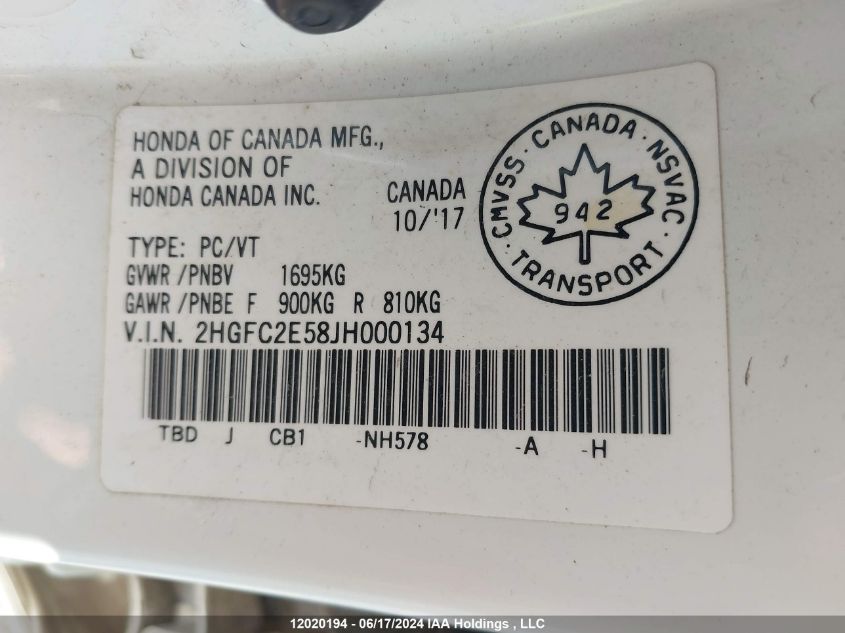 HONDA OF CANADA MFG.,
A DIVISION OF
HONDA CANADA INC.
CANADA
10/'17
TYPE: PC/VT
GVWR /PNBV 1695KG
GAWR /PNBE F 900KG R 810KG
V.I.N. 2HGFC2E58JH000134
TBD J CB1 -NH578 -A -H
CMVSS · CANADA · NSVAC
942
· TRANSPORT ·
12020194 - 06/17/2024 IAA Holdings , LLC